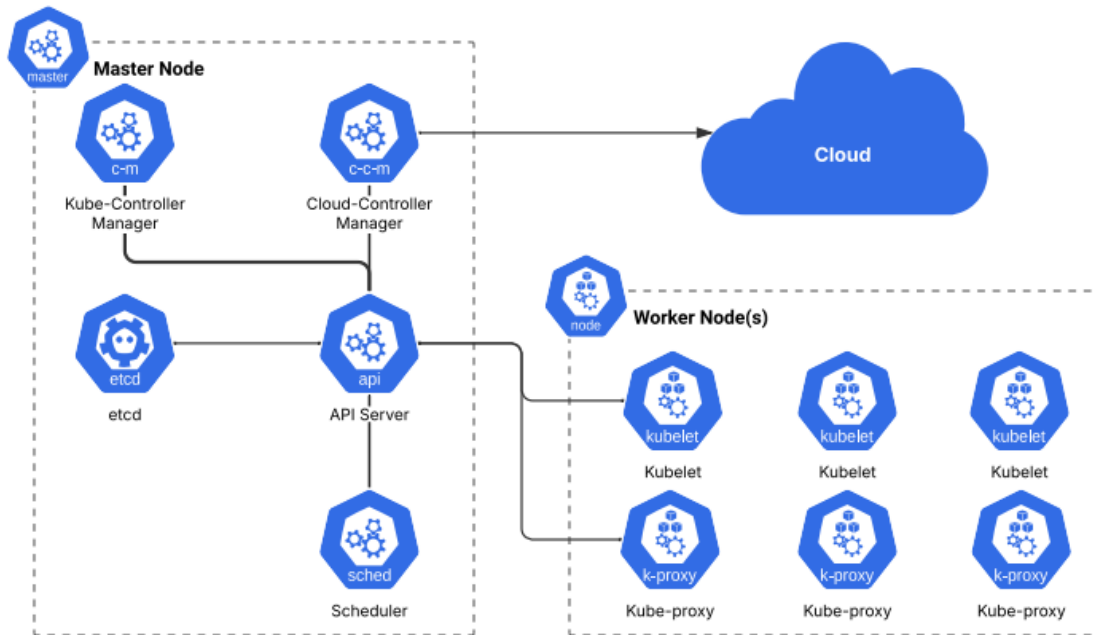 master
Master Node
c-m
Kube-Controller
Manager
c-c-m
Cloud-Controller
Manager
Cloud
etcd
etcd
api
API Server
sched
Scheduler
node
Worker Node(s)
kubelet
kubelet
kubelet
Kubelet
Kubelet
Kubelet
k-proxy
k-proxy
k-proxy
Kube-proxy
Kube-proxy
Kube-proxy